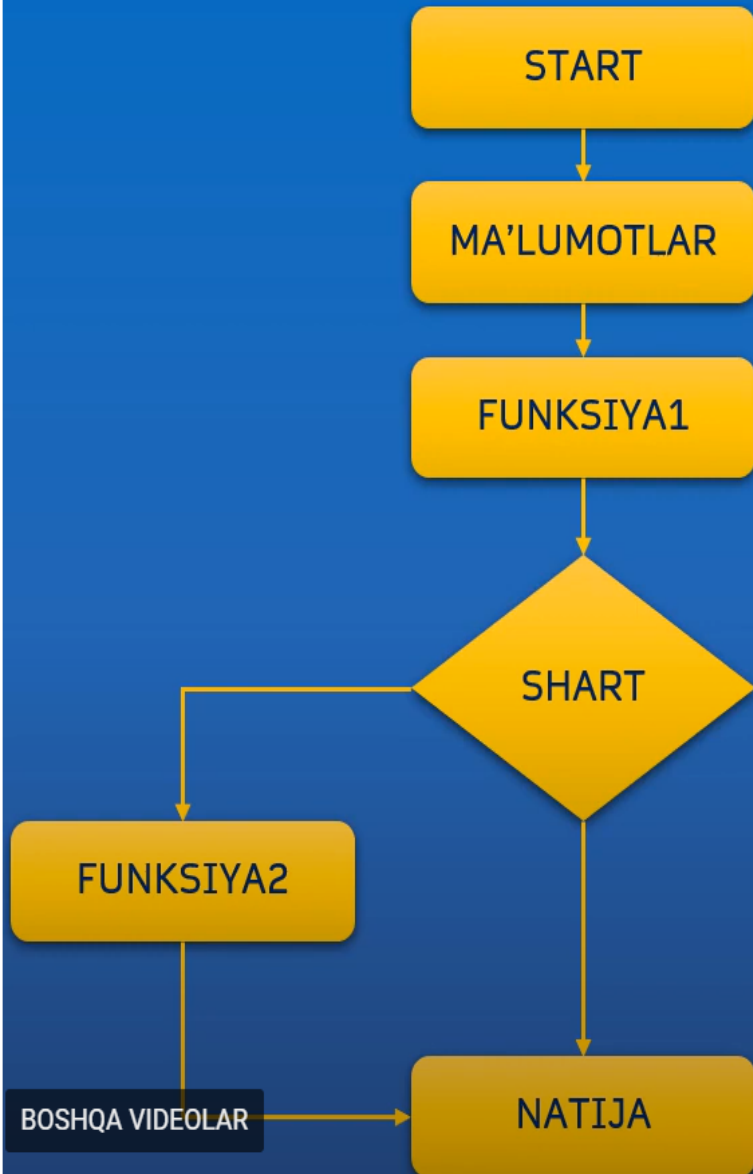 START
MA’LUMOTLAR
FUNKSIYA1
SHART
FUNKSIYA2
NATIJA
BOSHQA VIDEOLAR